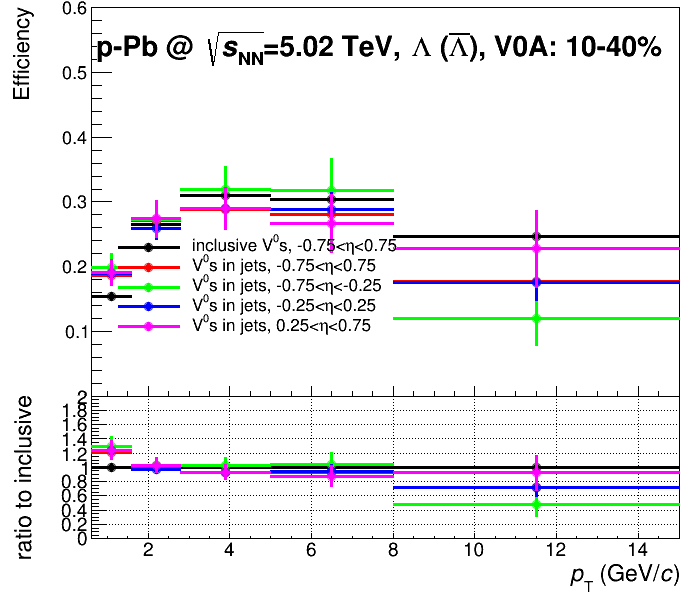 p-Pb @ √sNN=5.02 TeV, Λ (Λ̅), V0A: 10-40%
Efficiency
0.6
0.5
0.4
0.3
0.2
0.1
inclusive V⁰s, -0.75<η<0.75
V⁰s in jets, -0.75<η<0.75
V⁰s in jets, -0.75<η<-0.25
V⁰s in jets, -0.25<η<0.25
V⁰s in jets, 0.25<η<0.75
ratio to inclusive
2
1.8
1.6
1.4
1.2
1
0.8
0.6
0.4
0.2
0
2 4 6 8 10 12 14
pT (GeV/c)